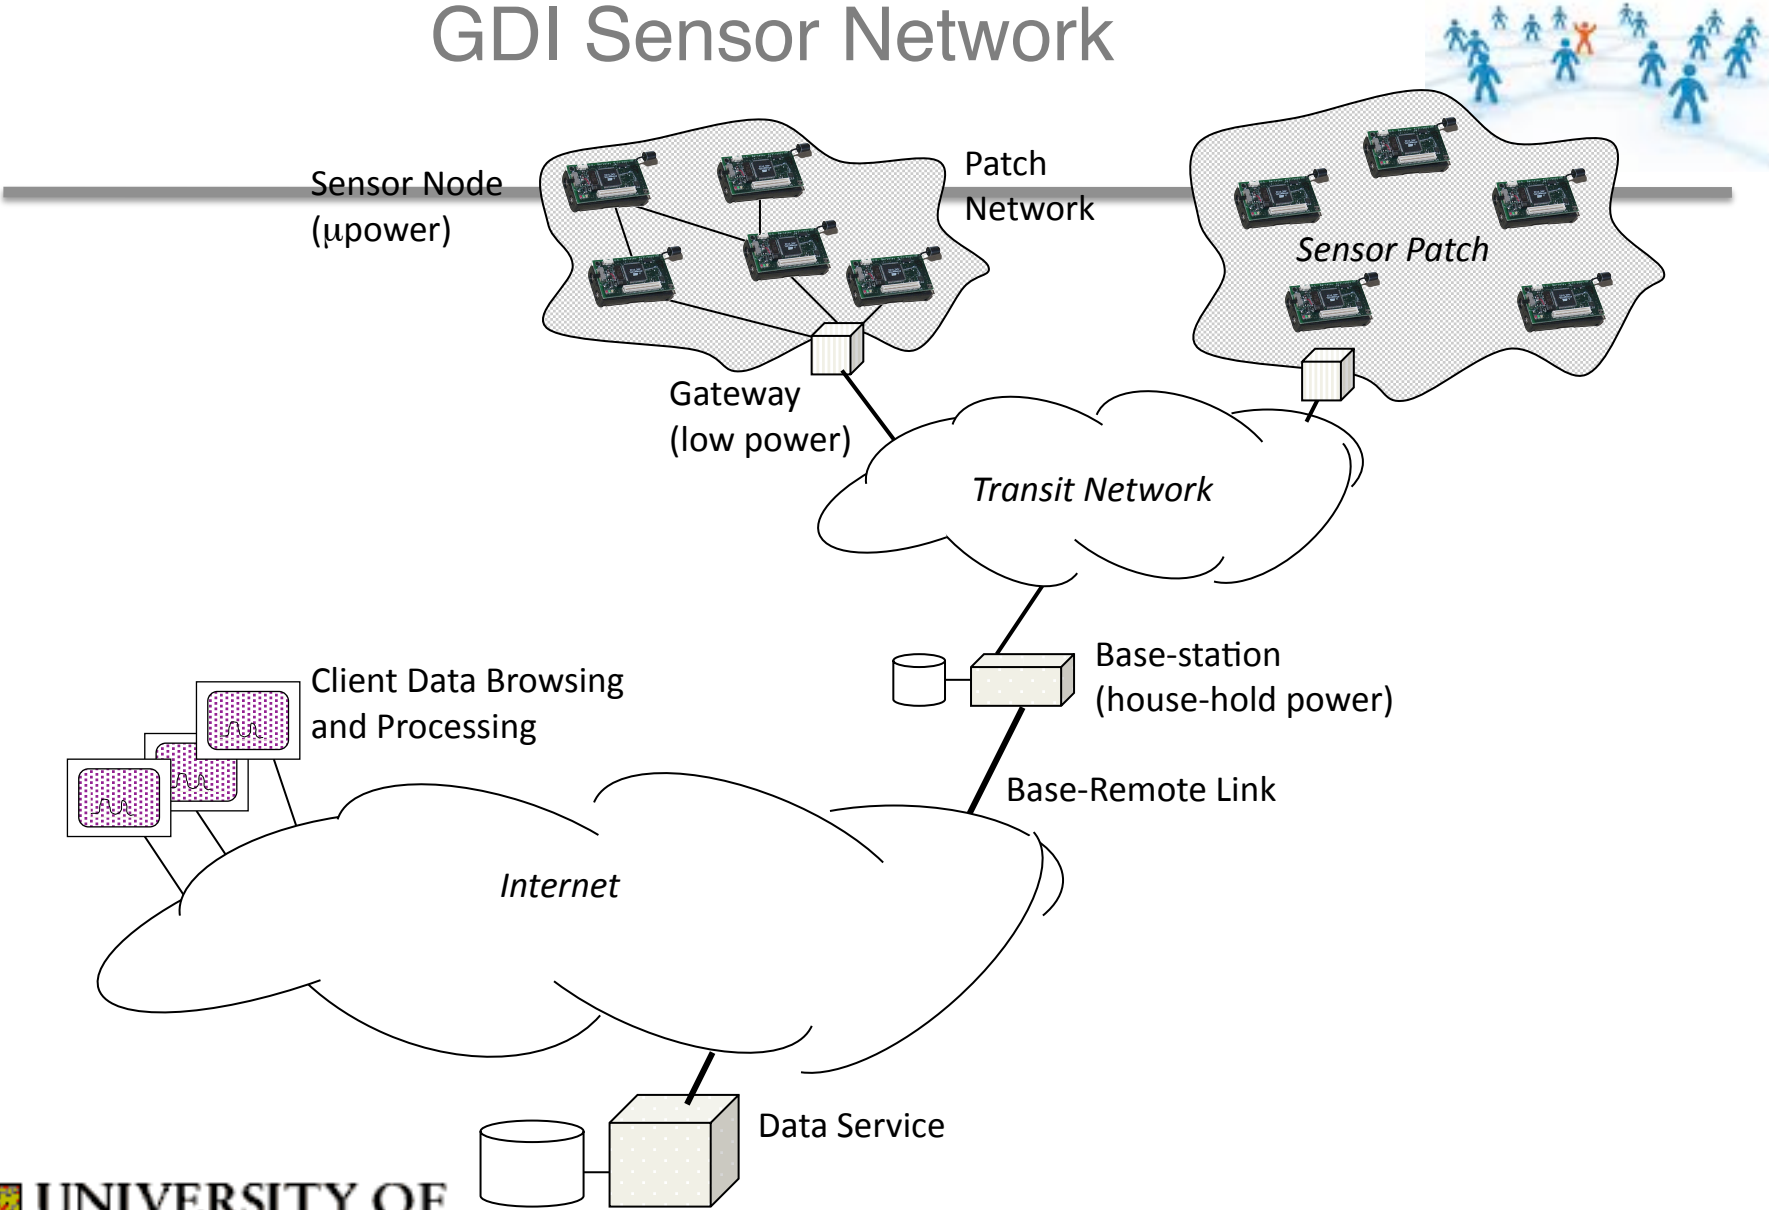 GDI Sensor Network
Sensor Node
(μpower)
Patch
Network
Sensor Patch
Gateway
(low power)
Transit Network
Base-station
(house-hold power)
Client Data Browsing
and Processing
Base-Remote Link
Internet
Data Service
UNIVERSITY OF